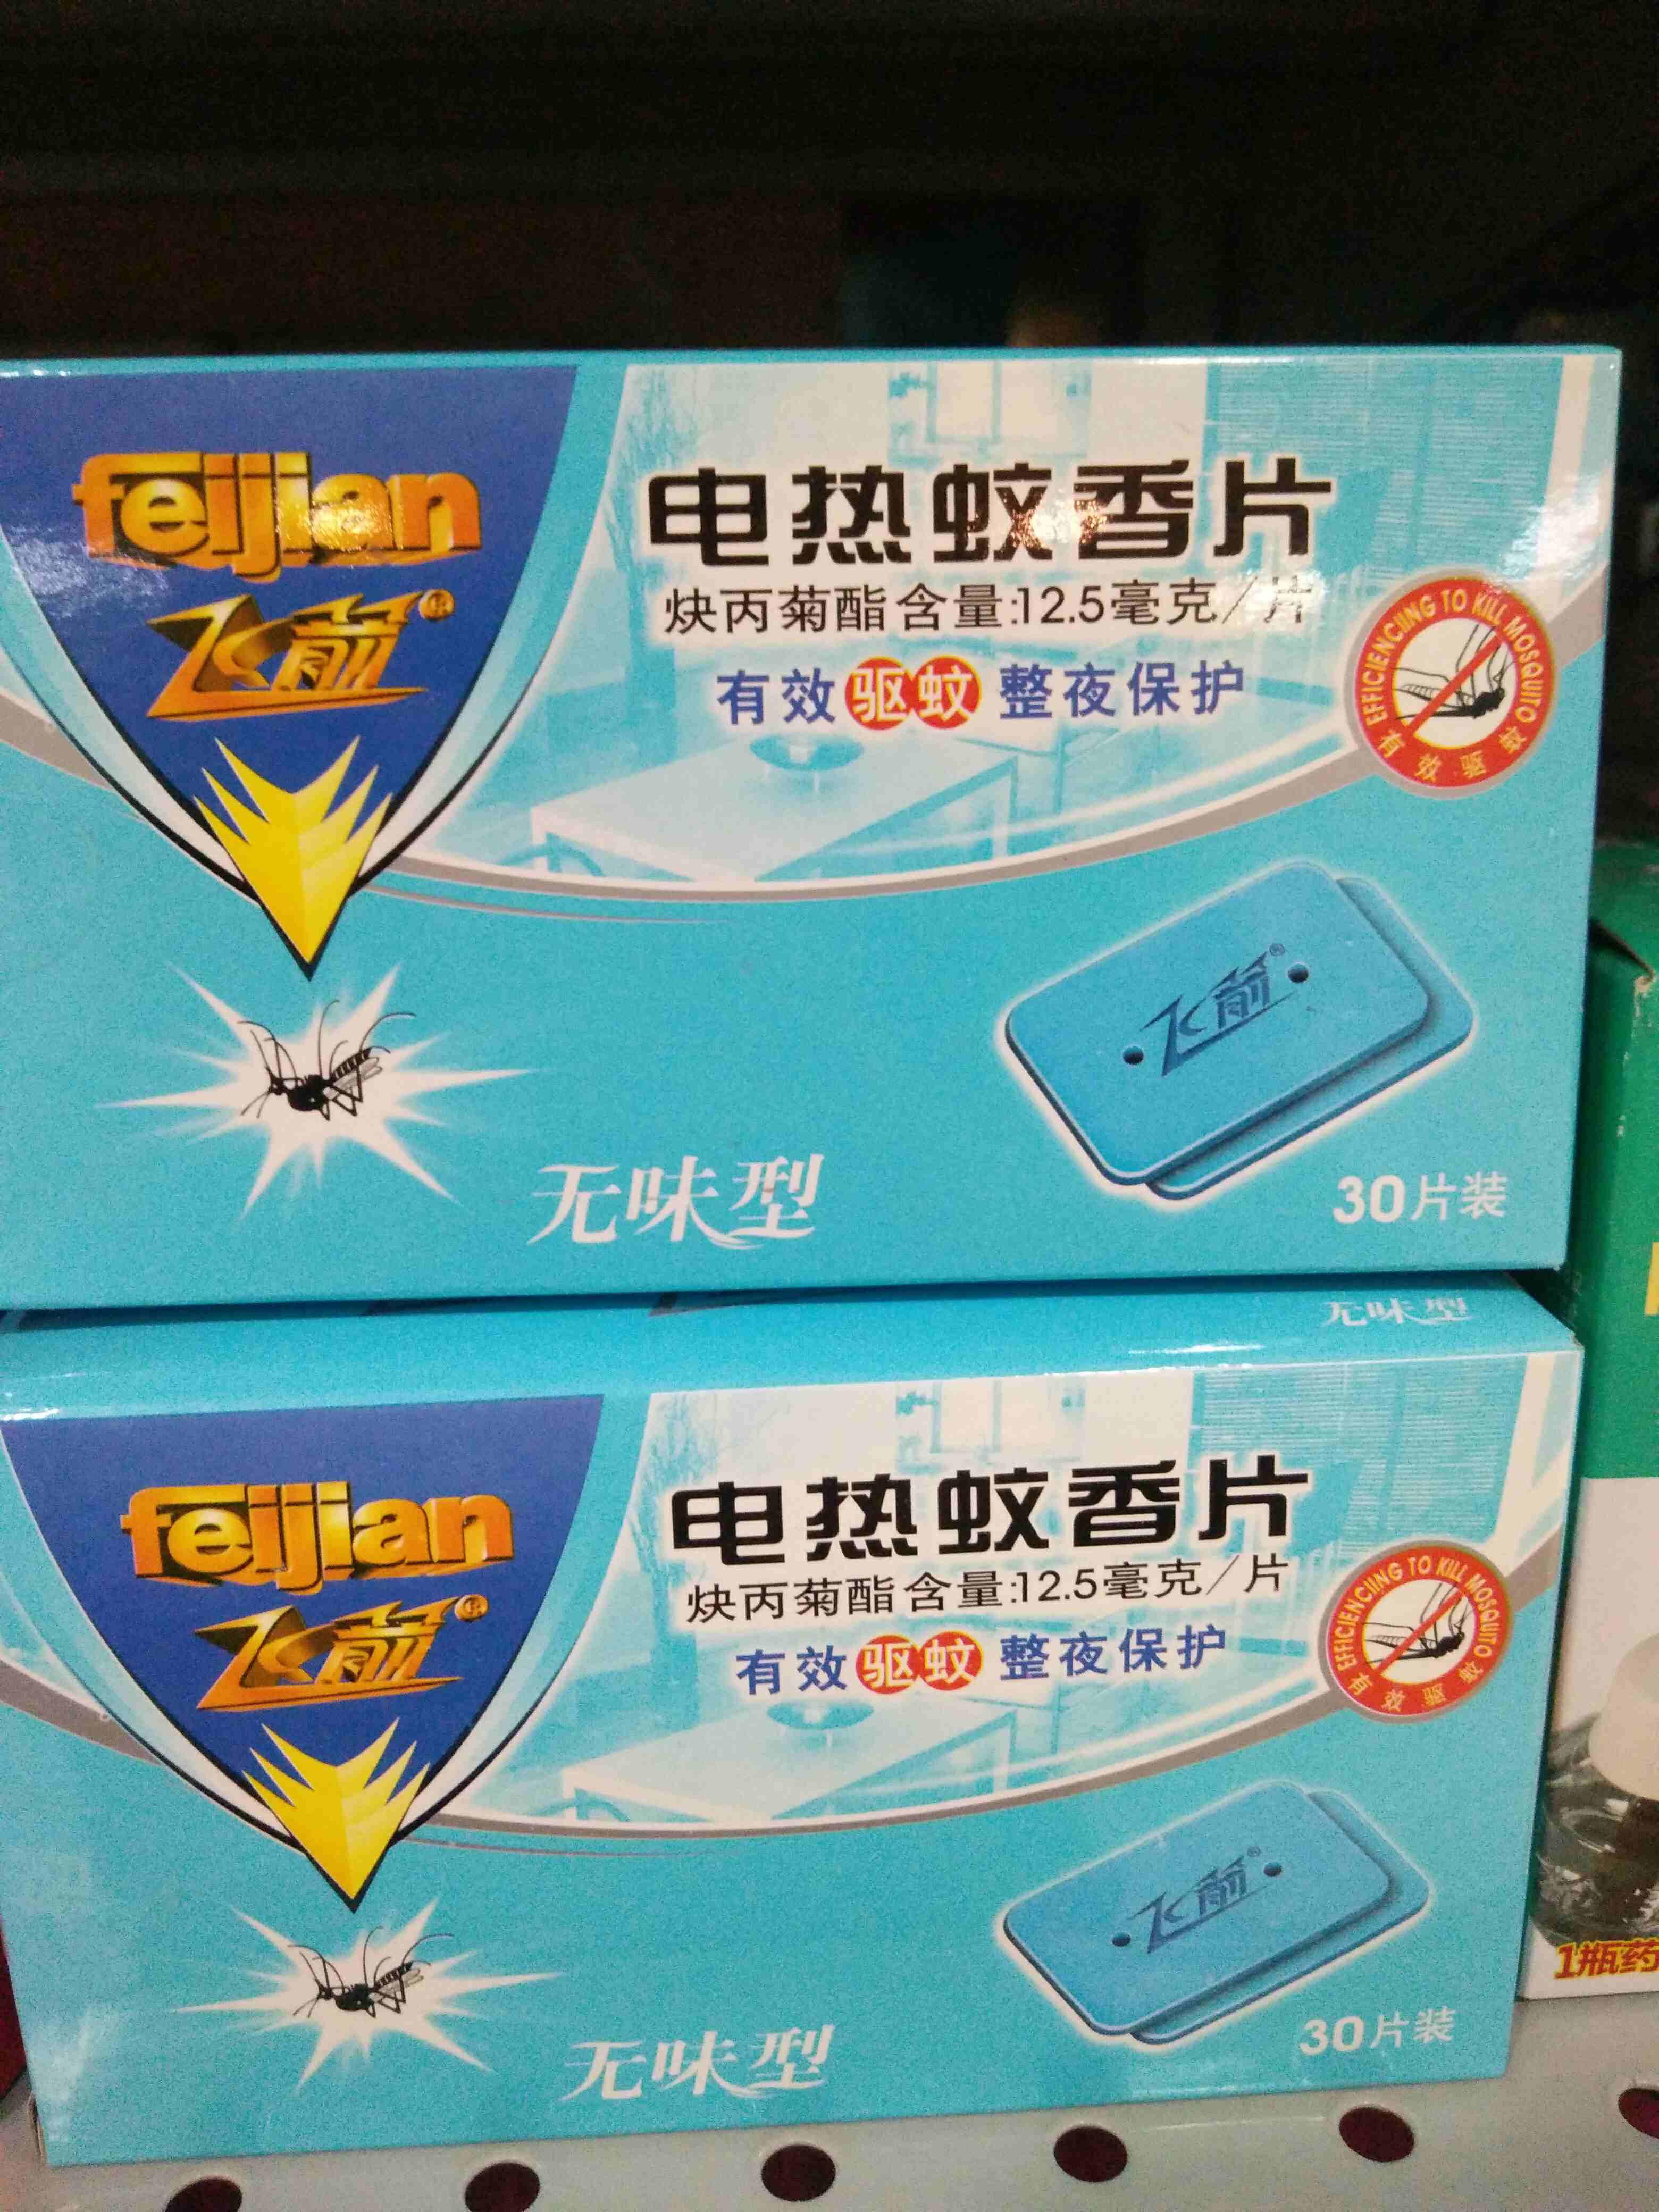 feijian
飞箭®
电热蚊香片
炔丙菊酯含量:12.5毫克/片
有效驱蚊 整夜保护
EFFICIENCIING TO KILL MOSQUITO
有效驱蚊
飞箭®
无味型
30片装
无味型
feijian
飞箭®
电热蚊香片
炔丙菊酯含量:12.5毫克/片
有效驱蚊 整夜保护
EFFICIENCIING TO KILL MOSQUITO
有效驱蚊
飞箭®
无味型
30片装
1瓶药